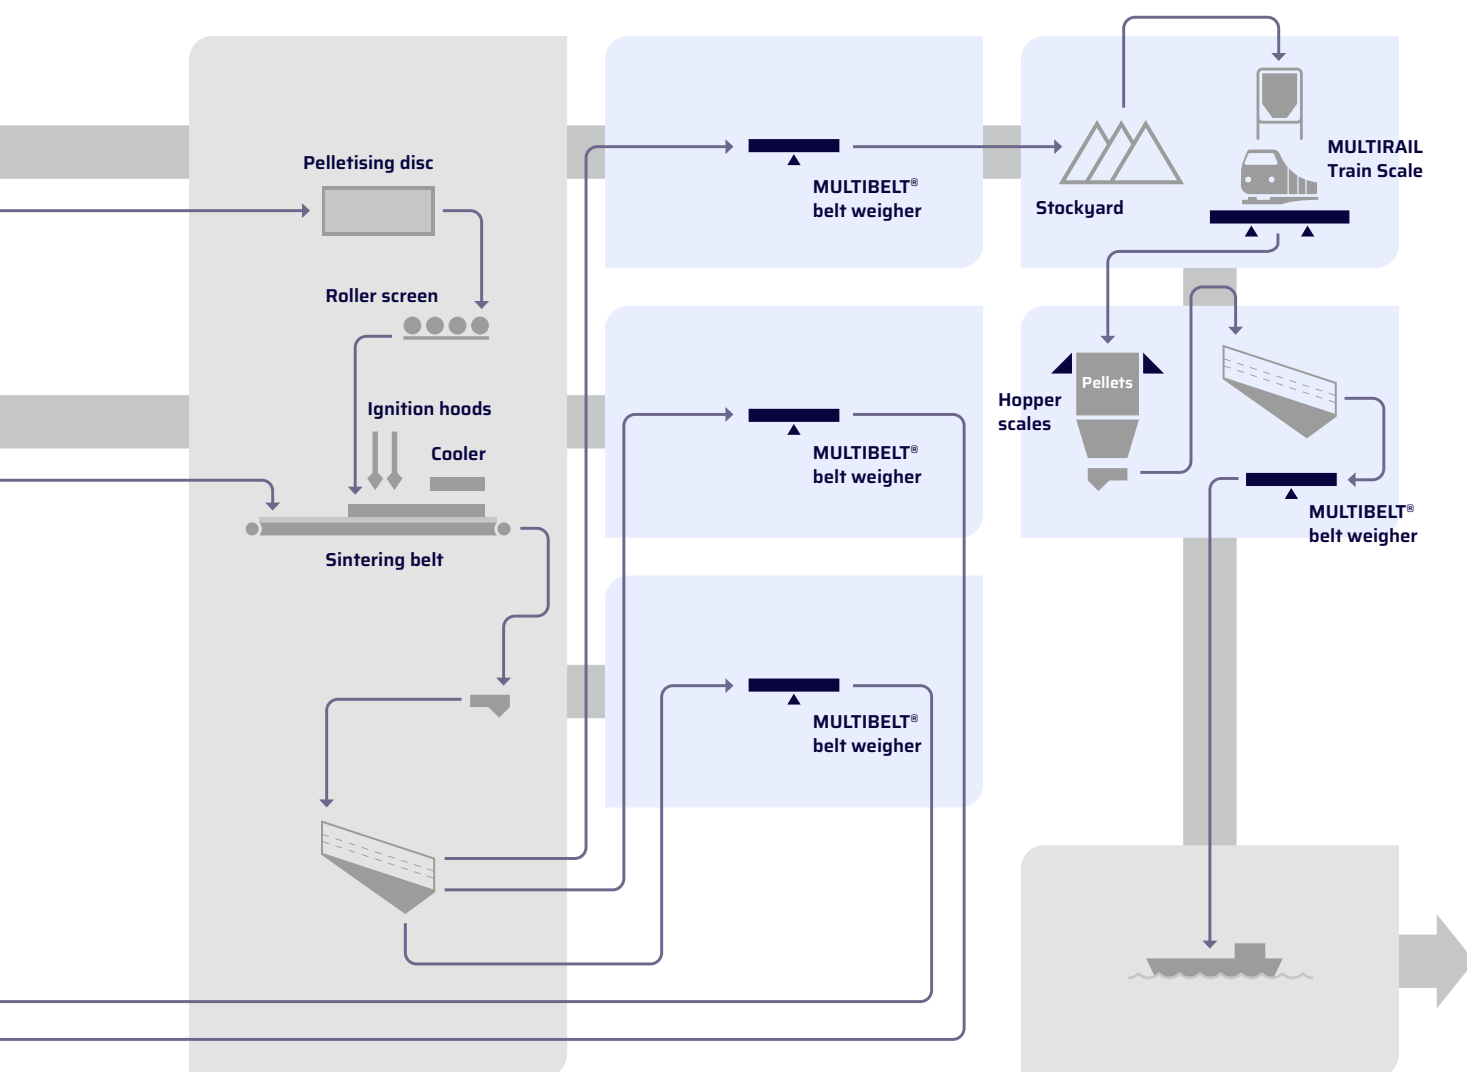 Pelletising disc
Roller screen
Ignition hoods
Cooler
Sintering belt
MULTIBELT®
belt weigher
MULTIBELT®
belt weigher
MULTIBELT®
belt weigher
Stockyard
MULTIRAIL
Train Scale
Pellets
Hopper
scales
MULTIBELT®
belt weigher